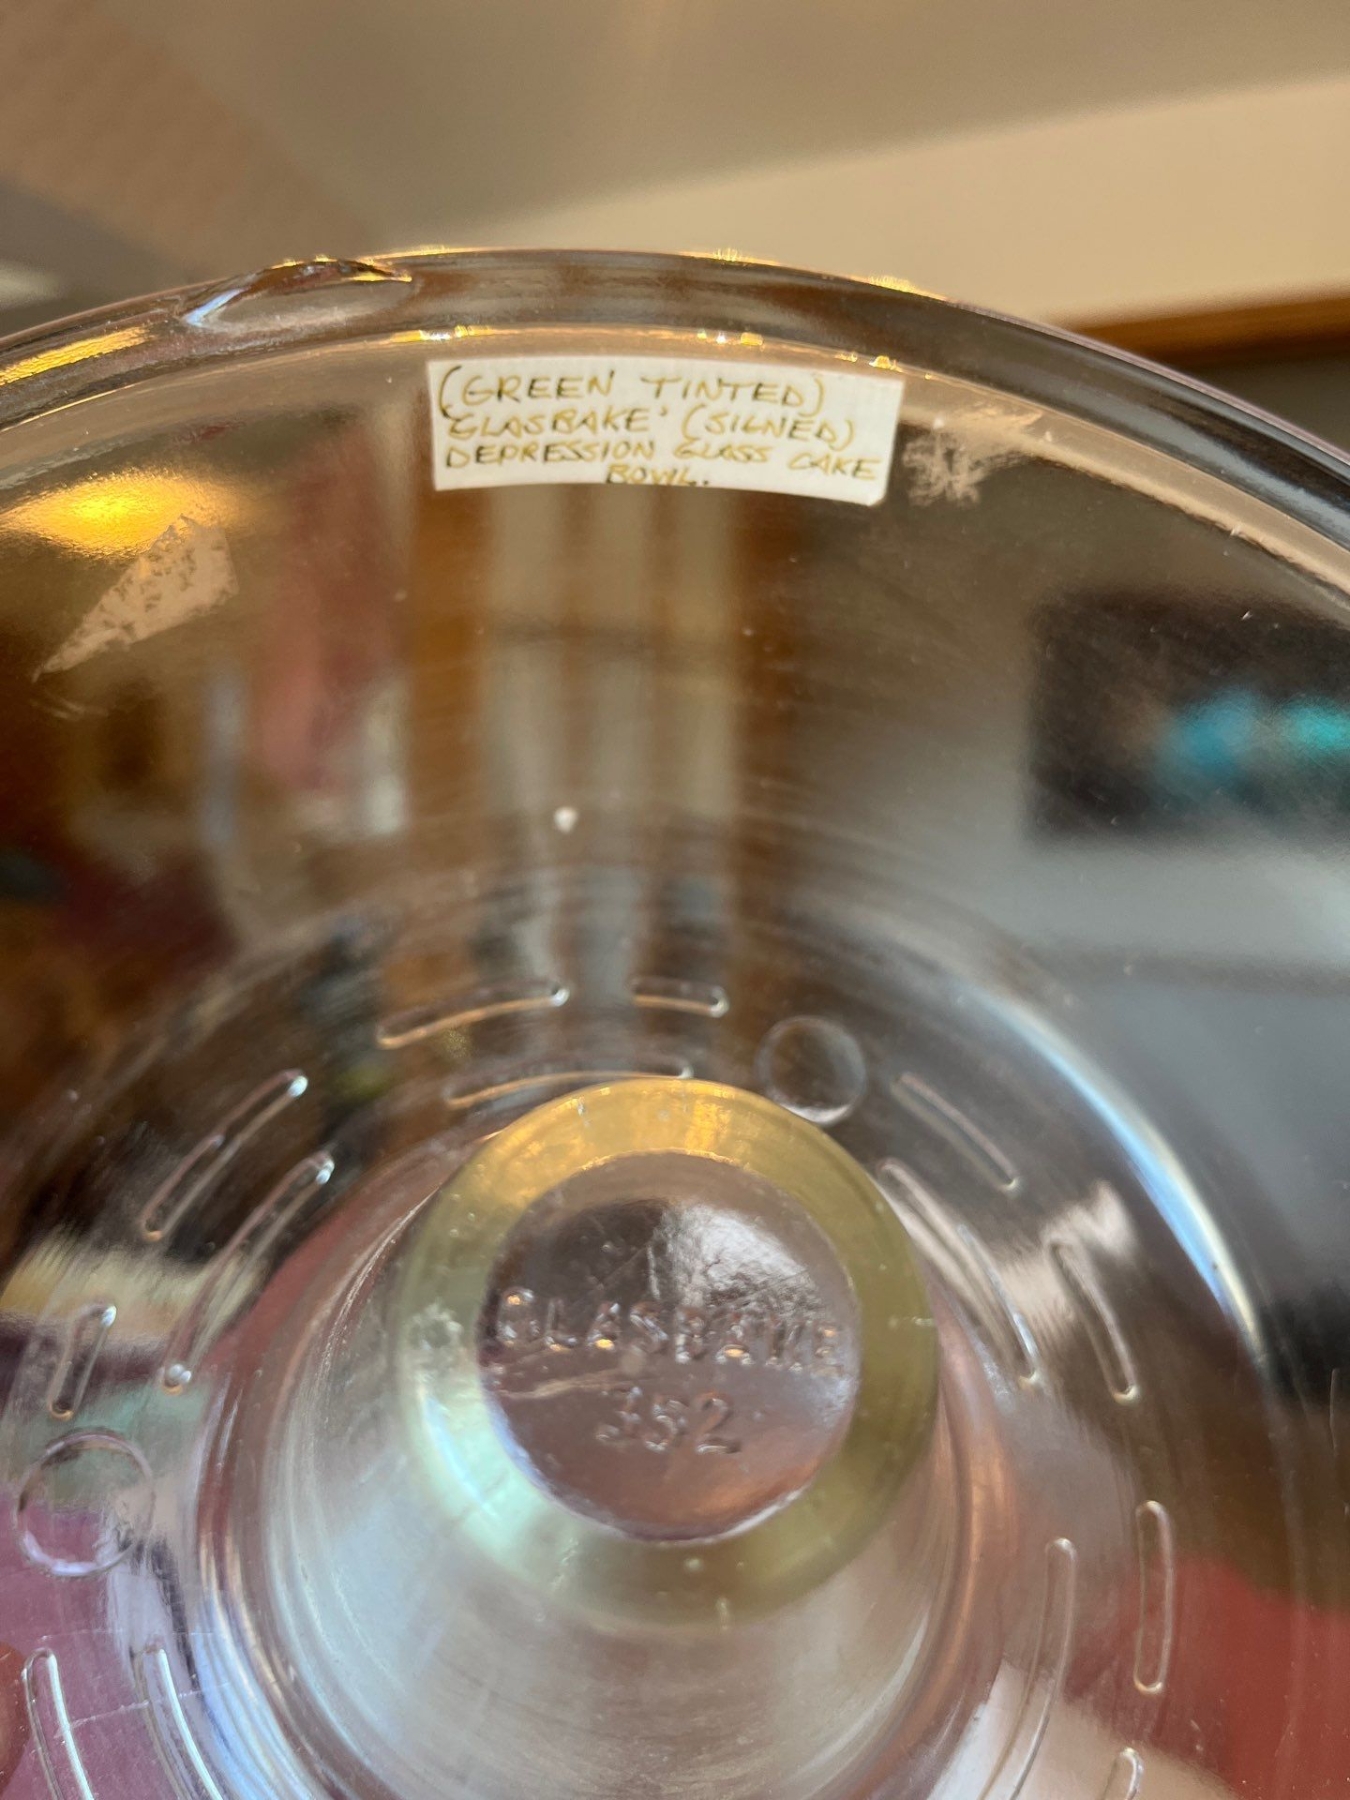 (GREEN TINTED)
GLASBAKE' (SIGNED)
DEPRESSION GLASS CAKE
BOWL.
GLASBAKE
352